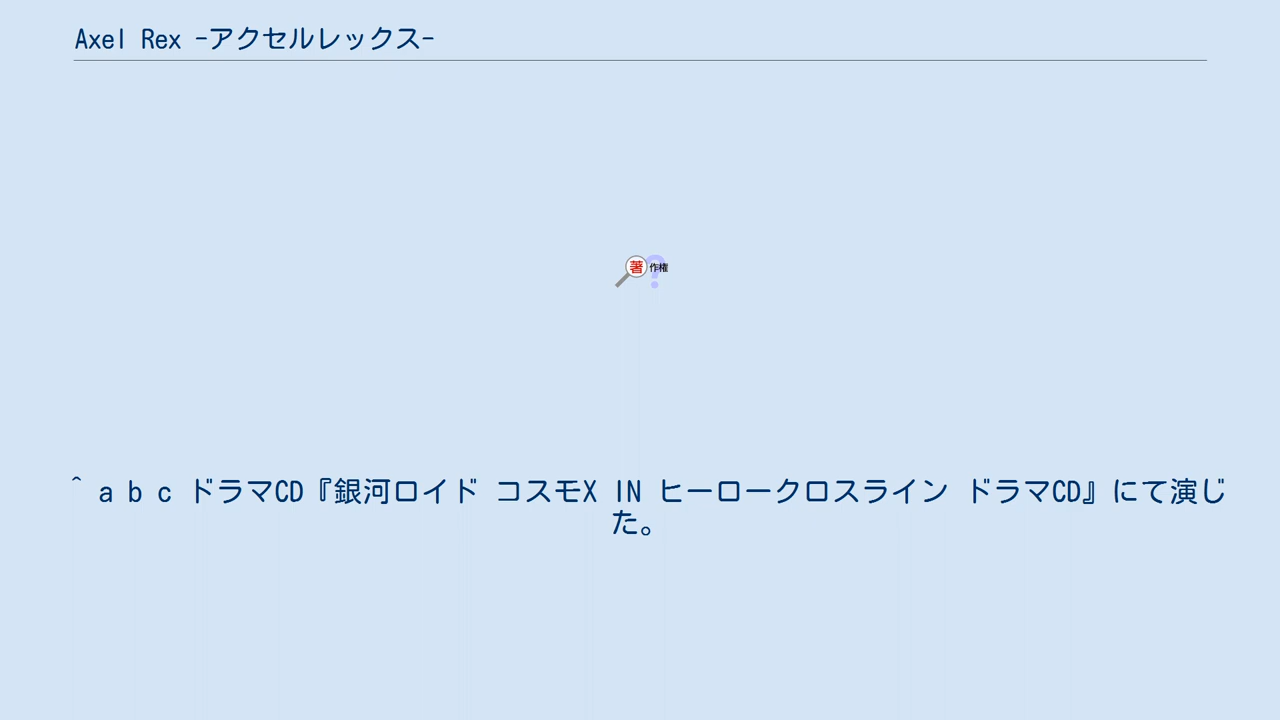 Axel Rex -アクセルレックス-
著作権
^ a b c ドラマCD『銀河ロイド コスモX IN ヒーロークロスライン ドラマCD』にて演じ
た。